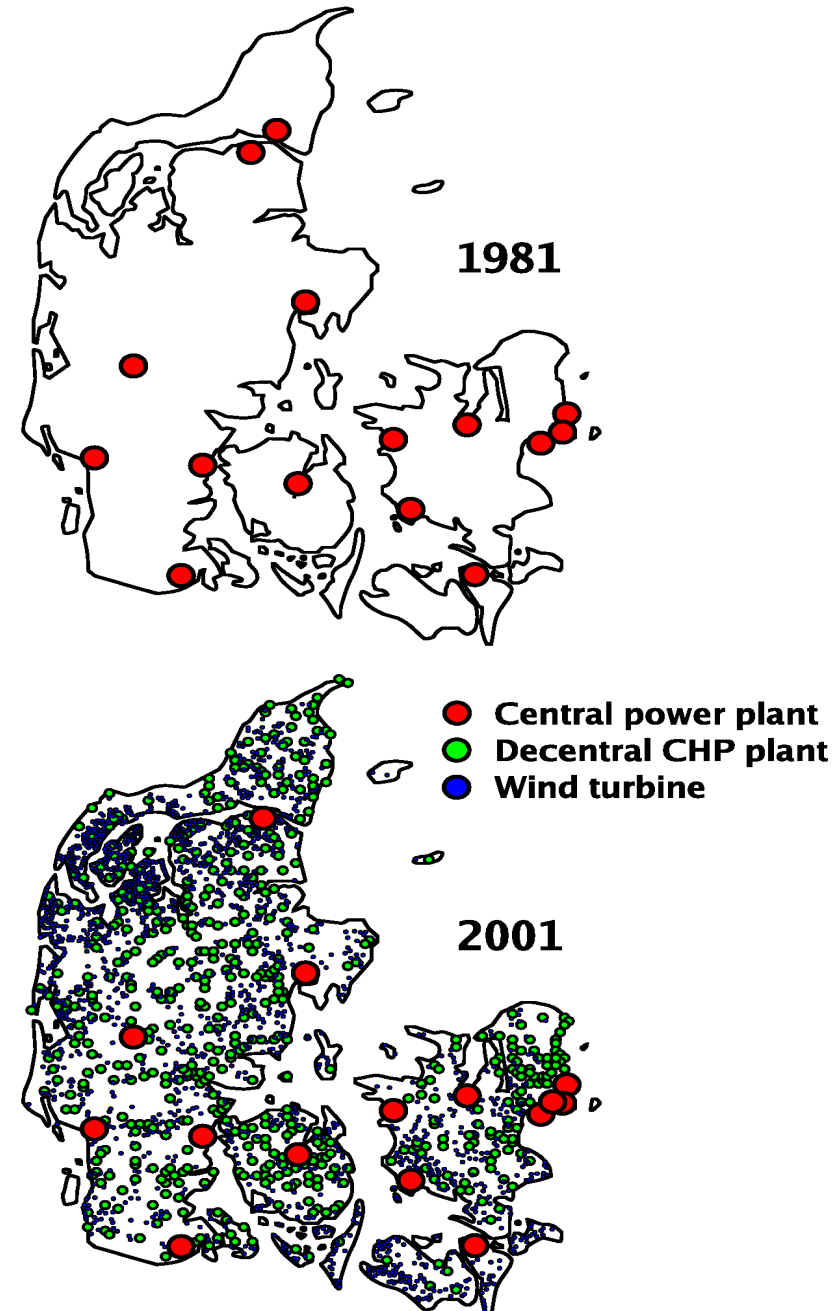 1981
Central power plant
Decentral CHP plant
Wind turbine
2001